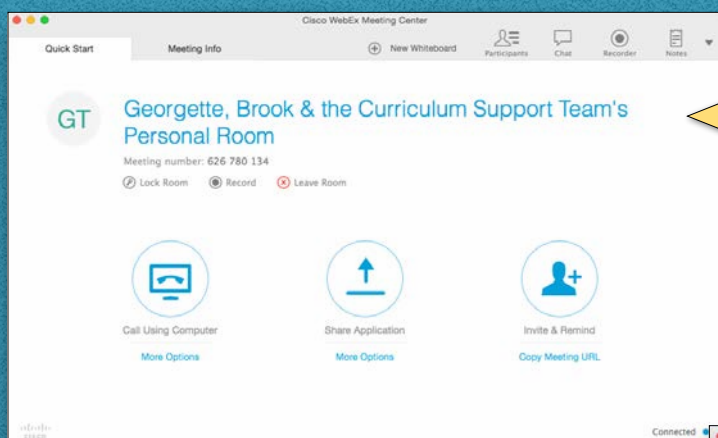 Cisco WebEx Meeting Center
Quick Start Meeting Info New Whiteboard Participants Chat Recorder Notes
GT
Georgette, Brook & the Curriculum Support Team's
Personal Room
Meeting number: 626 780 134
Lock Room Record Leave Room
Call Using Computer Share Application Invite & Remind
More Options More Options Copy Meeting URL
CISCO Connected